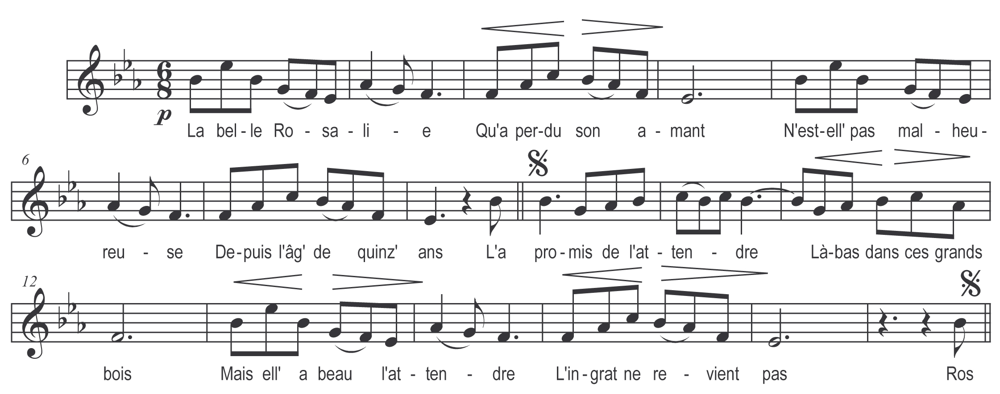 6 8
p
La bel - le Ro - sa - li - e Qu'a per - du son a - mant N'est - ell' pas mal - heu -
6
reu - se De - puis l'âg' de quinz' ans L'a pro - mis de l'at - ten - dre Là - bas dans ces grands
12
bois Mais ell' a beau l'at - ten - dre L'in - grat ne re - vient pas Ros